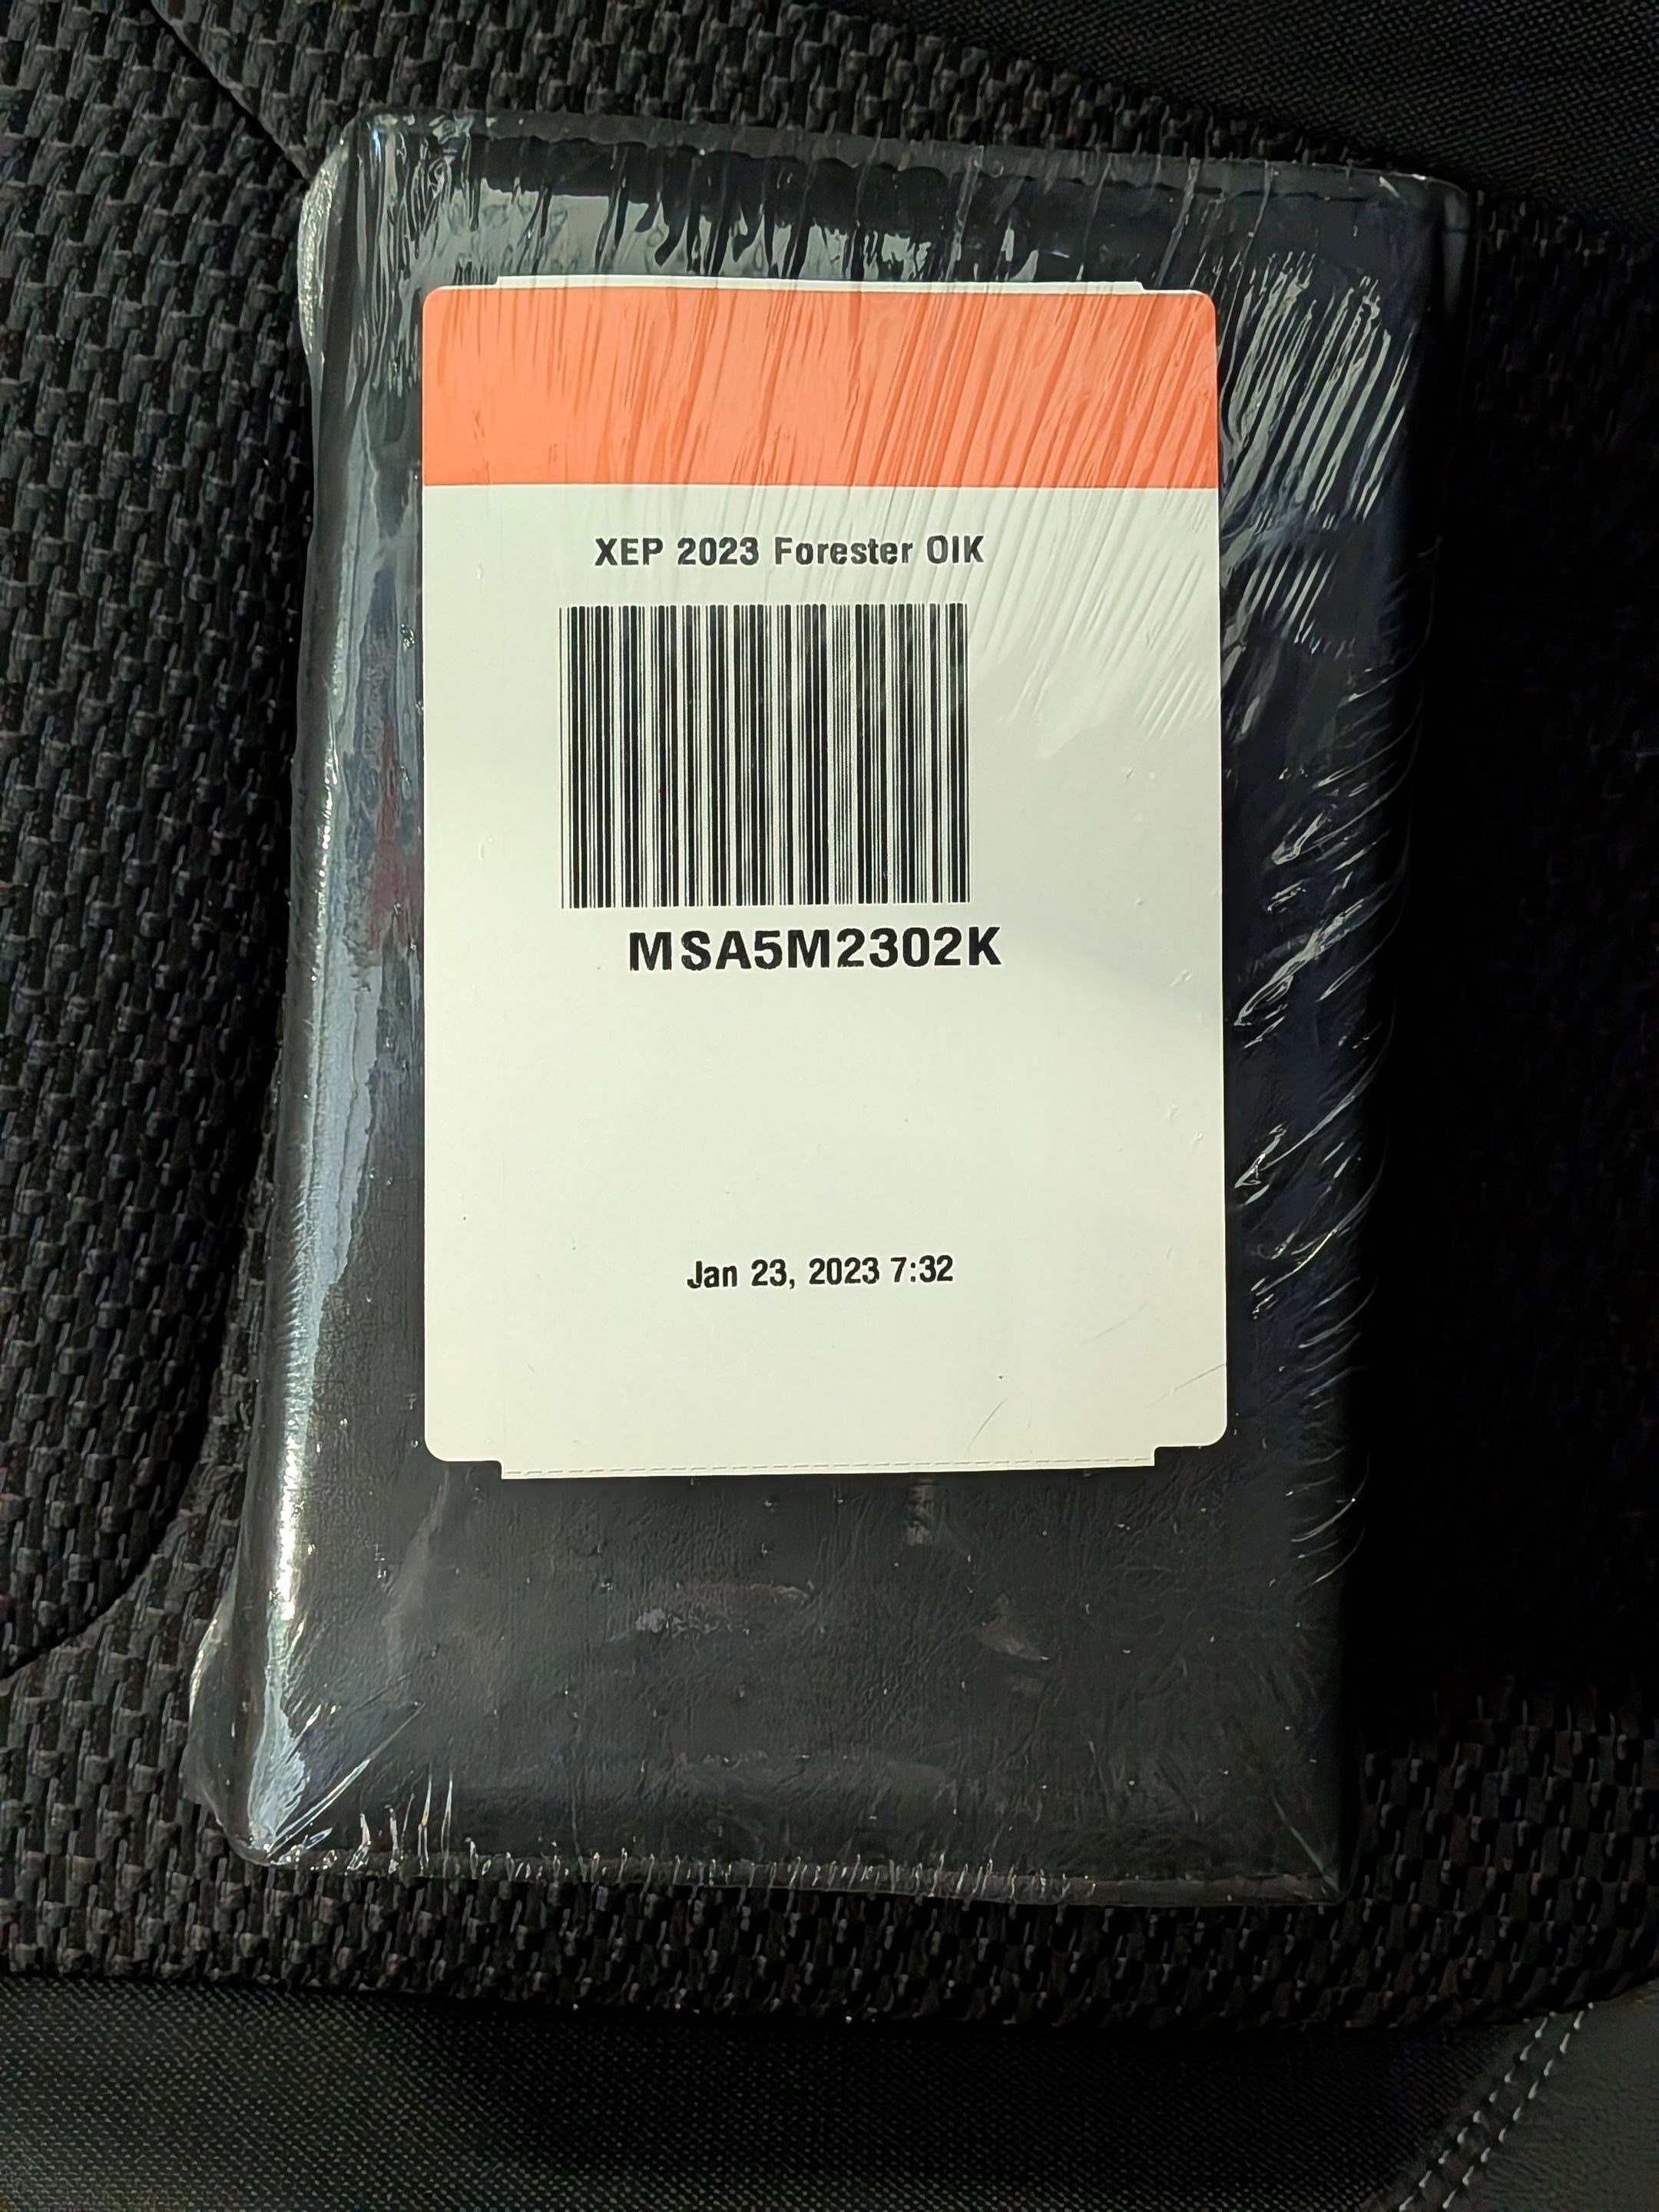 XEP 2023 Forester OIK
MSA5M2302K
Jan 23, 2023 7:32